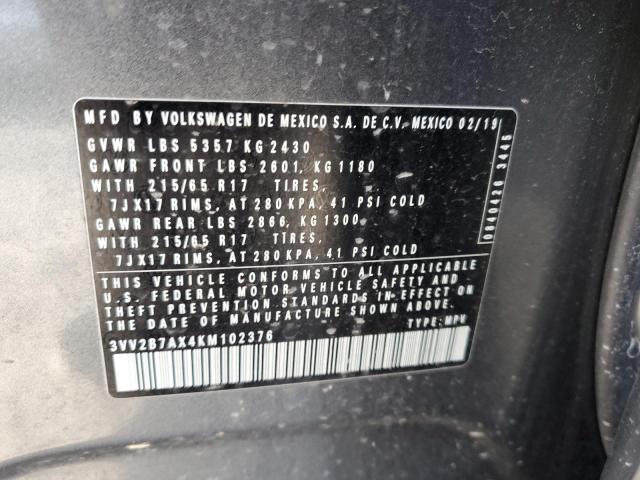 MFD BY VOLKSWAGEN DE MEXICO S.A. DE C.V. MEXICO 02/19
GVWR LBS 5357 KG 2430
GAWR FRONT LBS 2601, KG 1180
WITH 215/65 R17 TIRES,
7JX17 RIMS, AT 280 KPA, 41 PSI COLD
GAWR REAR LBS 2866, KG 1300
WITH 215/65 R17 TIRES,
7JX17 RIMS, AT 280 KPA, 41 PSI COLD
THIS VEHICLE CONFORMS TO ALL APPLICABLE
U.S. FEDERAL MOTOR VEHICLE SAFETY AND
THEFT PREVENTION STANDARDS IN EFFECT ON
THE DATE OF MANUFACTURE SHOWN ABOVE.
3VV2B7AX4KM102376 TYPE: MPV
0840420 3445